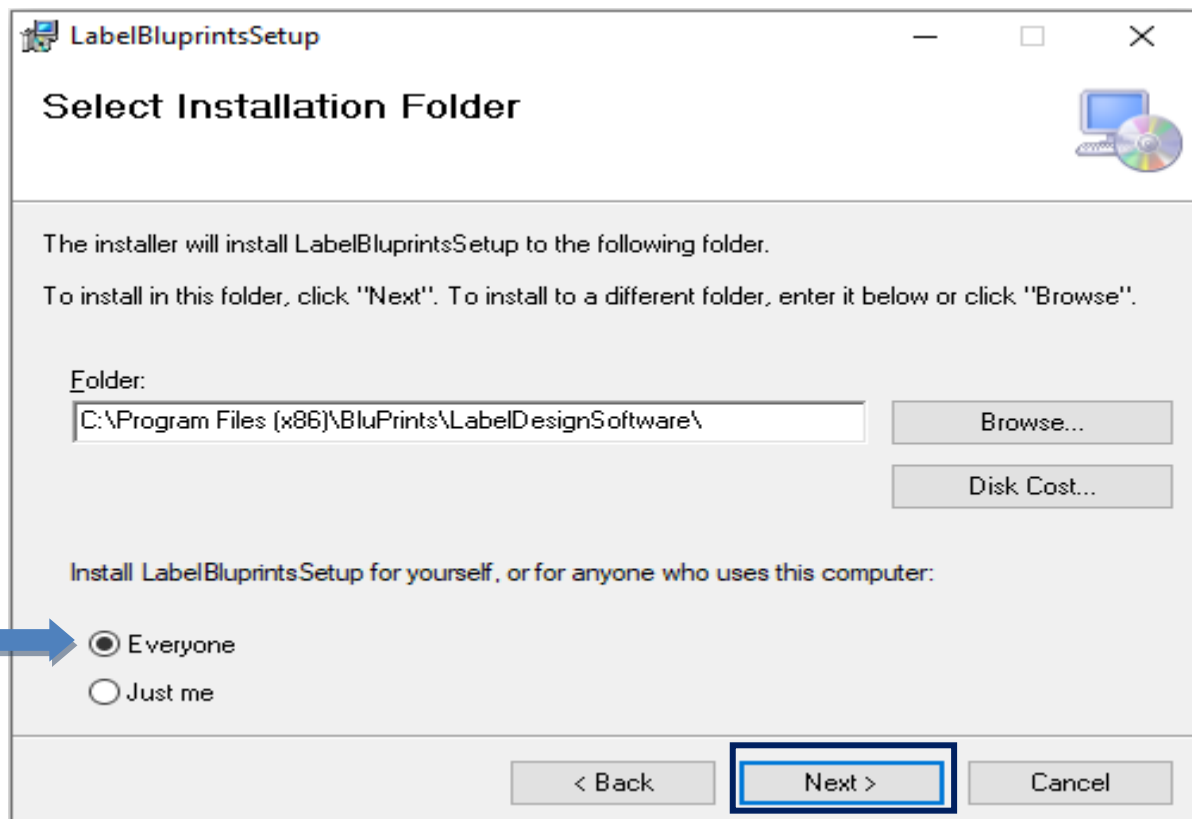 LabelBluprintsSetup
Select Installation Folder
The installer will install LabelBluprintsSetup to the following folder.
To install in this folder, click "Next". To install to a different folder, enter it below or click "Browse".
Folder:
C:\Program Files (x86)\BluPrints\LabelDesignSoftware\
Browse...
Disk Cost...
Install LabelBluprintsSetup for yourself, or for anyone who uses this computer:
Everyone
Just me
< Back
Next >
Cancel